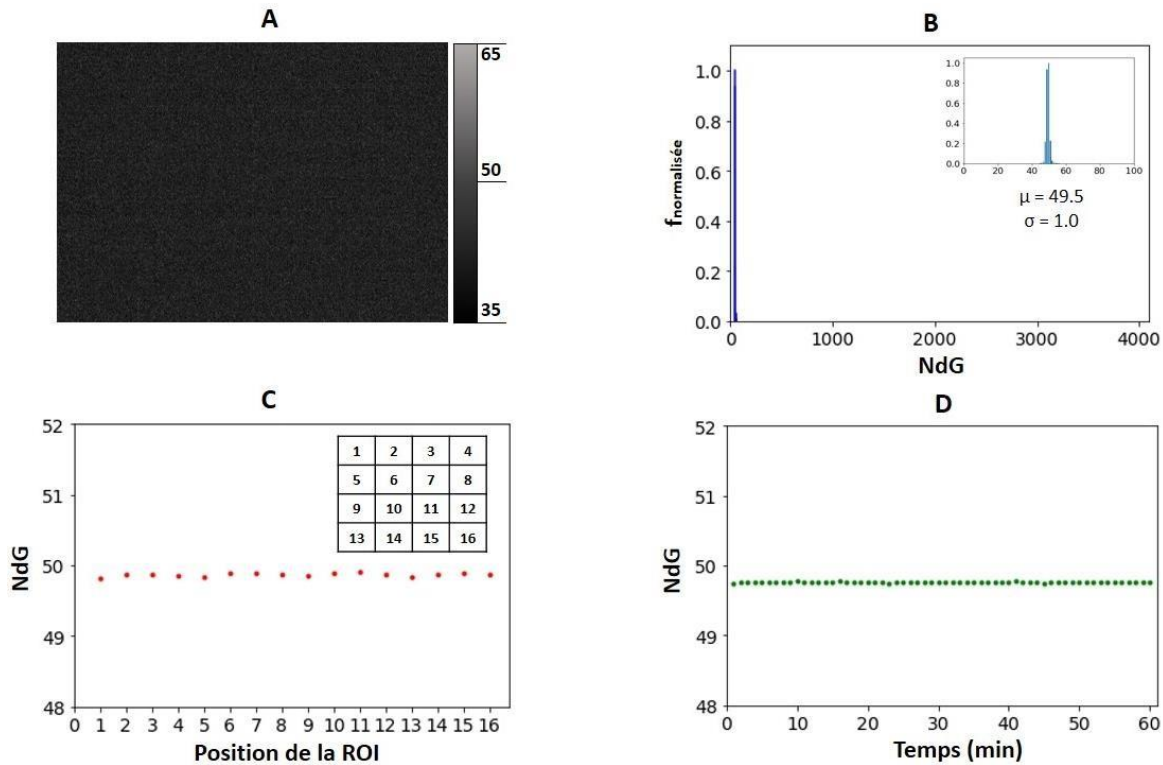 A
65
50
35
B
1.0
0.8
0.6
0.4
0.2
0.0
fnormalisée
0 1000 2000 3000 4000
NdG
1.0
0.8
0.6
0.4
0.2
0.0
0 20 40 60 80 100
μ = 49.5
σ = 1.0
C
52
51
50
49
48
NdG
1 2 3 4
5 6 7 8
9 10 11 12
13 14 15 16
0 1 2 3 4 5 6 7 8 9 10 11 12 13 14 15 16
Position de la ROI
D
52
51
50
49
48
NdG
0 10 20 30 40 50 60
Temps (min)